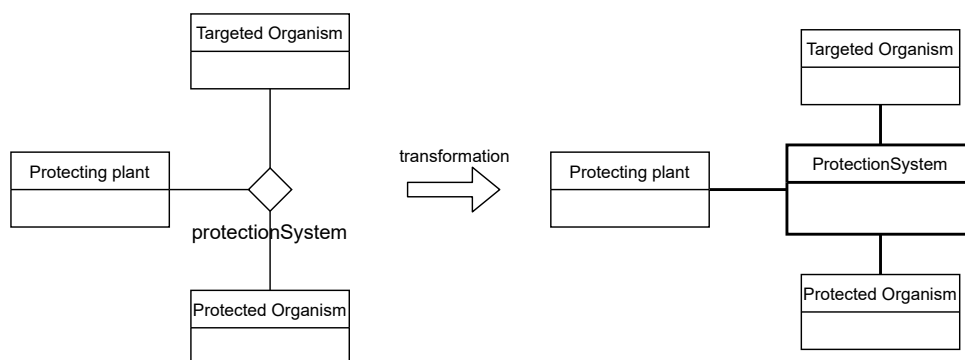 Targeted Organism
Protecting plant
protectionSystem
Protected Organism
transformation
Targeted Organism
Protecting plant
ProtectionSystem
Protected Organism